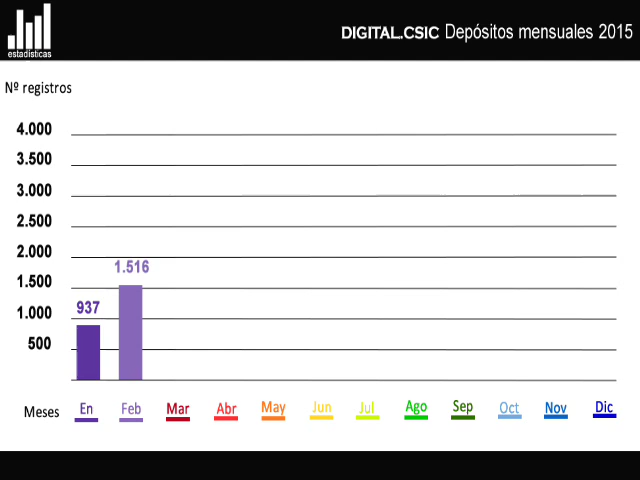 estadísticas
DIGITAL.CSIC Depósitos mensuales 2015
Nº registros
4.000
3.500
3.000
2.500
2.000
1.500
1.000
500
937
1.516
Meses En Feb Mar Abr May Jun Jul Ago Sep Oct Nov Dic